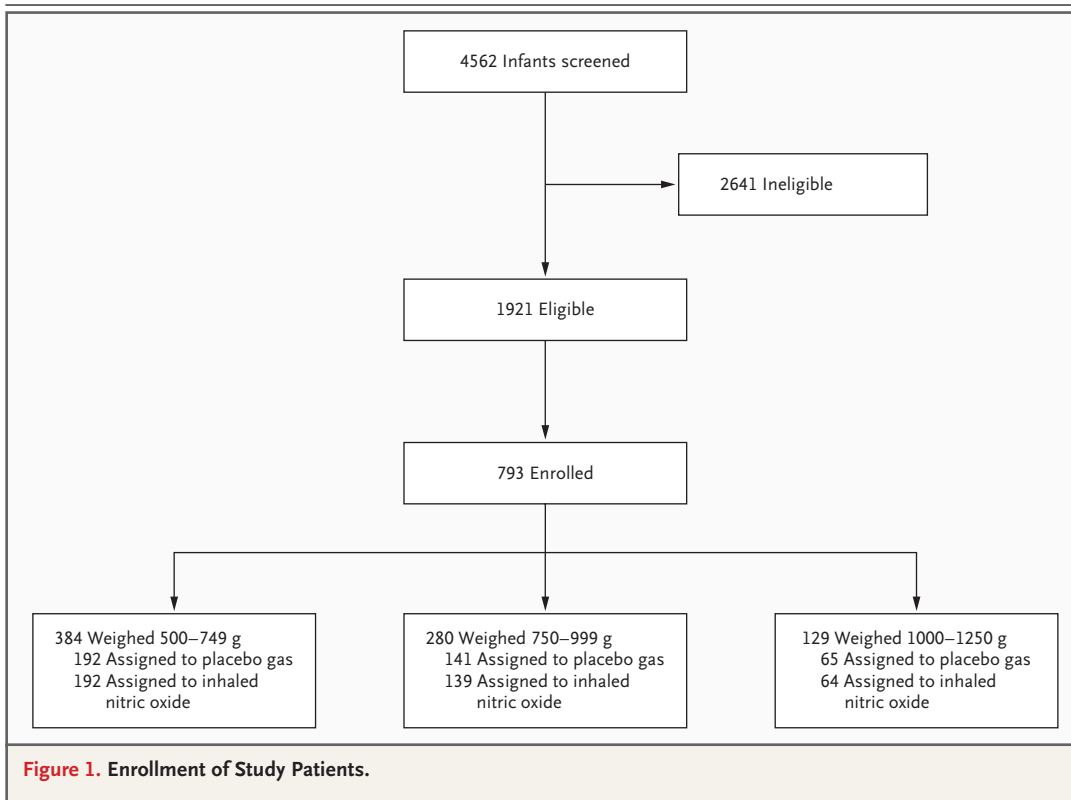 4562 Infants screened
2641 Ineligible
1921 Eligible
793 Enrolled
384 Weighed 500–749 g
192 Assigned to placebo gas
192 Assigned to inhaled
nitric oxide
280 Weighed 750–999 g
141 Assigned to placebo gas
139 Assigned to inhaled
nitric oxide
129 Weighed 1000–1250 g
65 Assigned to placebo gas
64 Assigned to inhaled
nitric oxide
Figure 1. Enrollment of Study Patients.